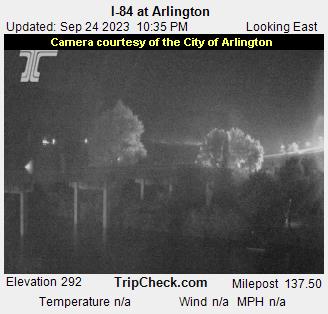 I-84 at Arlington
Updated: Sep 24 2023 10:35 PM Looking East
Camera courtesy of the City of Arlington
Elevation 292 TripCheck.com Milepost 137.50
Temperature n/a Wind n/a MPH n/a